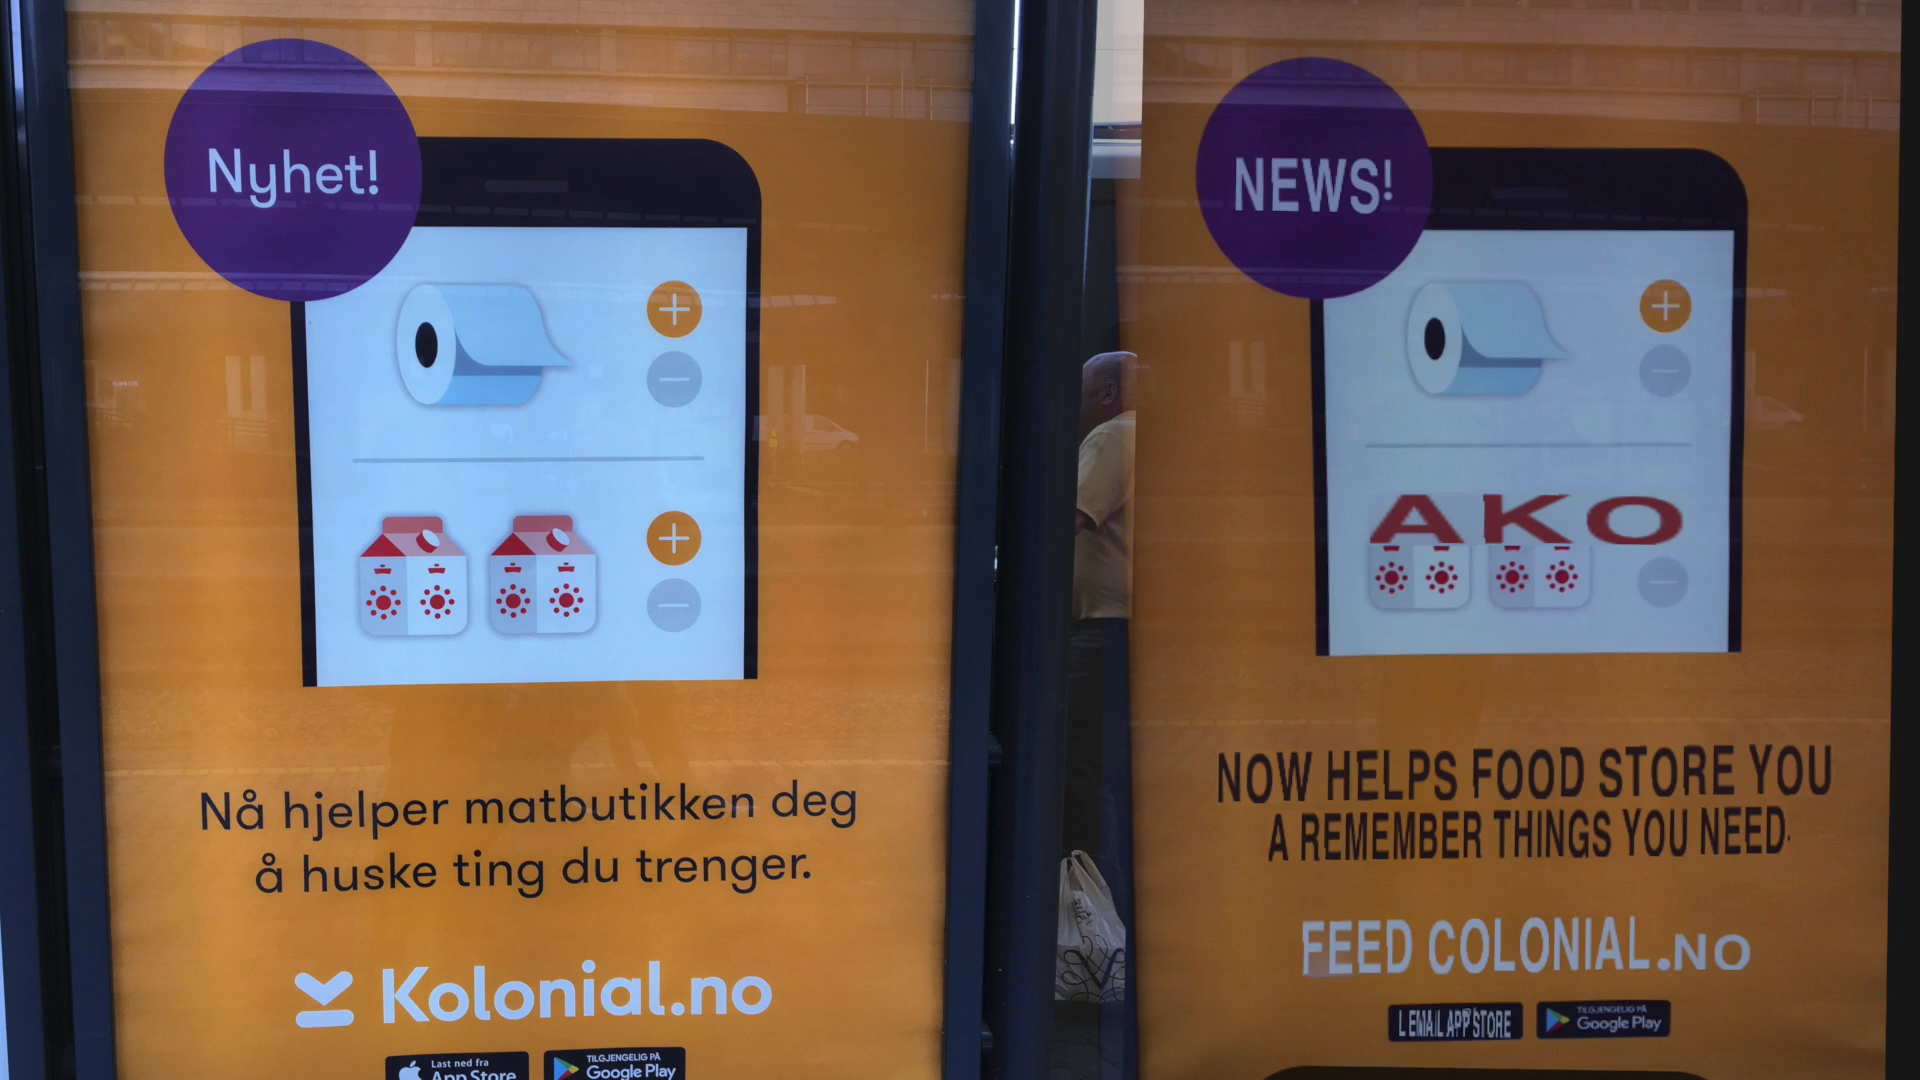 Nyhet!
Nå hjelper matbutikken deg
å huske ting du trenger.
Kolonial.no
Last ned fra
App Store
TILGJENGELIG PÅ
Google Play
NEWS!
AKO
NOW HELPS FOOD STORE YOU
A REMEMBER THINGS YOU NEED.
FEED COLONIAL.NO
L EMAIL APP STORE
TILGJENGELIG PÅ
Google Play